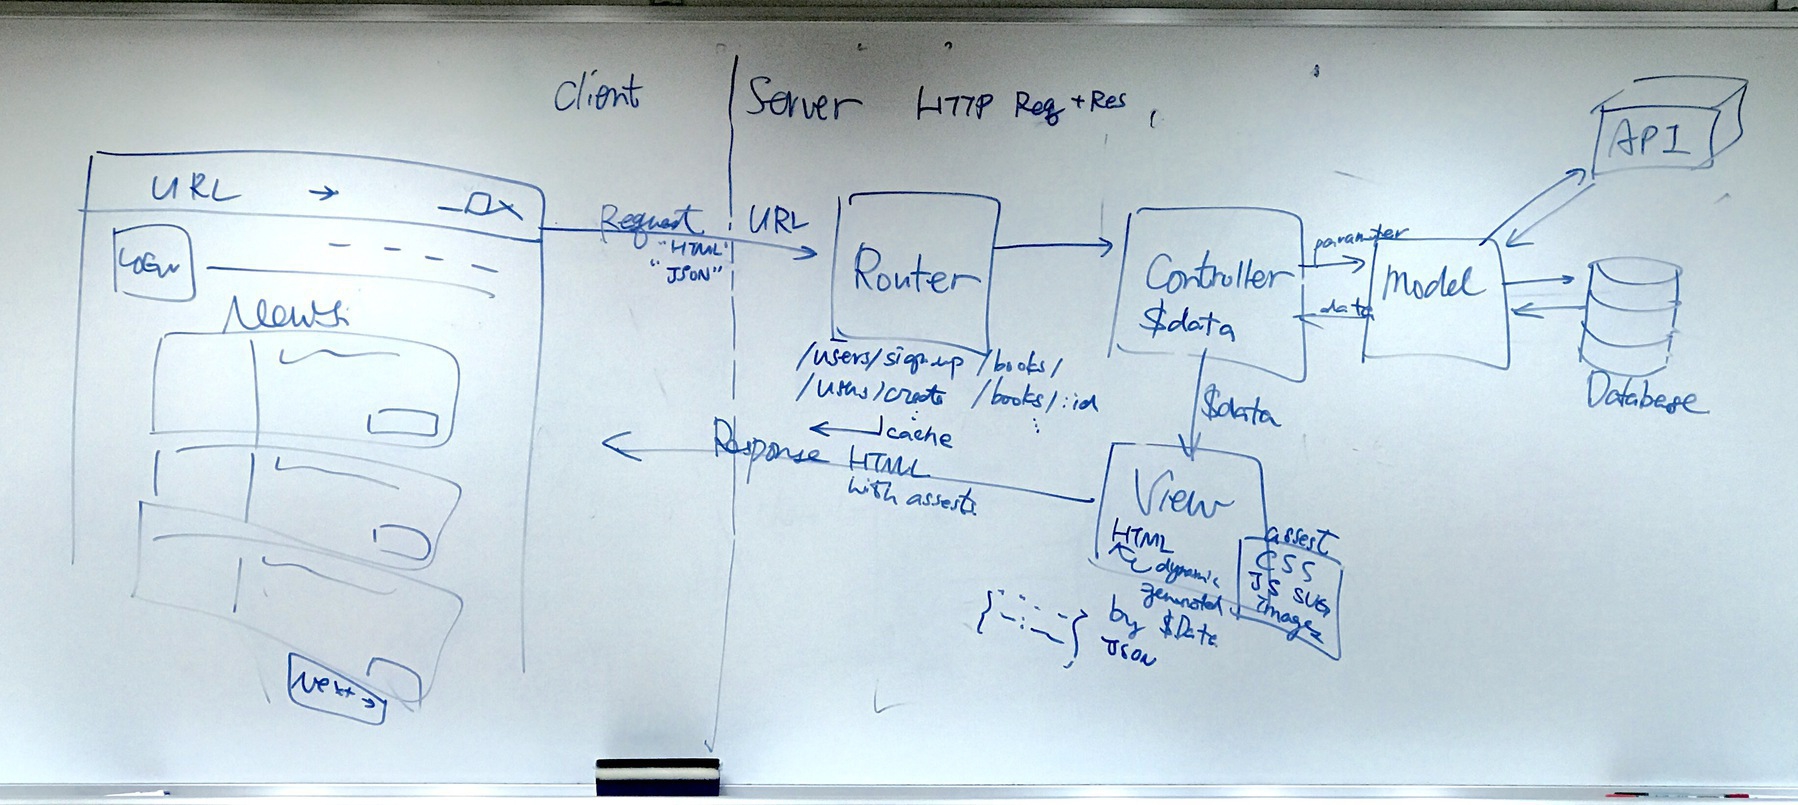 Client
Server
HTTP Req + Res
URL →
LOGIN
News
Next →
Request
"HTML"
"JSON"
URL
Router
/users/sign-up
/users/create
/books/
/books/:id
cache
Response
HTML
with assests
Controller
$data
parameter
data
Model
API
Database
$data
View
HTML
dynamic
generated
by $Data
JSON
assest
CSS
JS SVG
Images